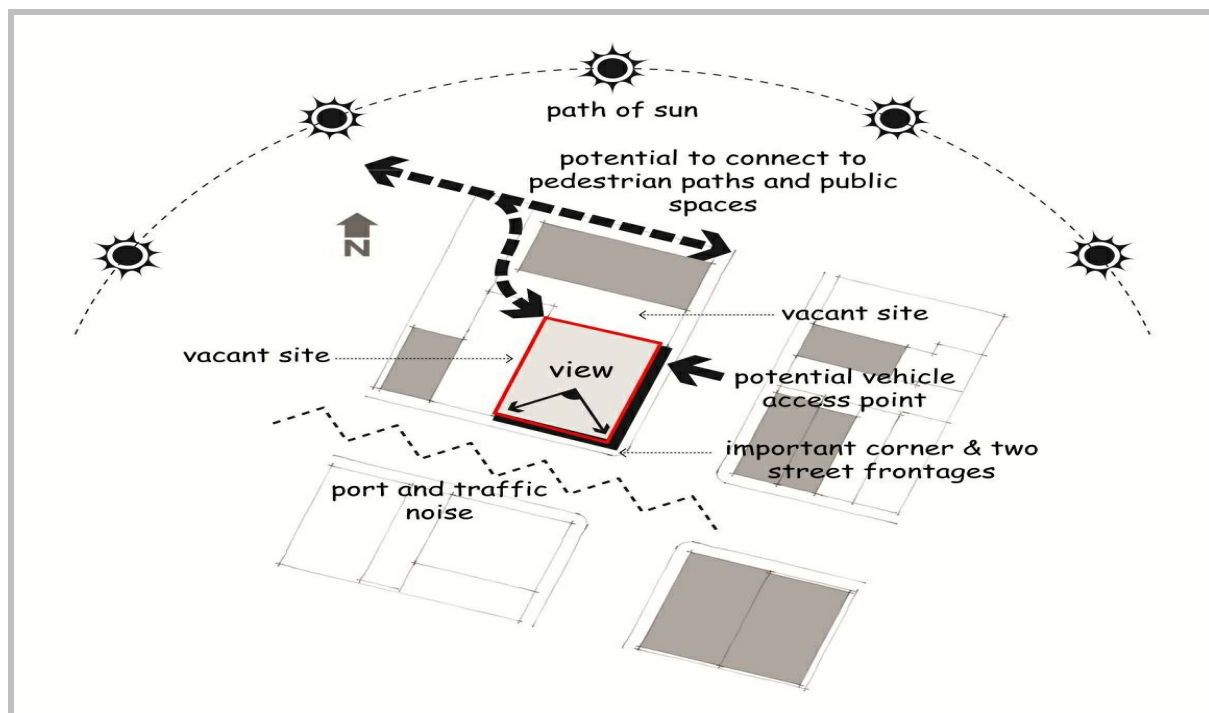 path of sun
potential to connect to
pedestrian paths and public
spaces
N
vacant site
vacant site
view
potential vehicle
access point
important corner & two
street frontages
port and traffic
noise